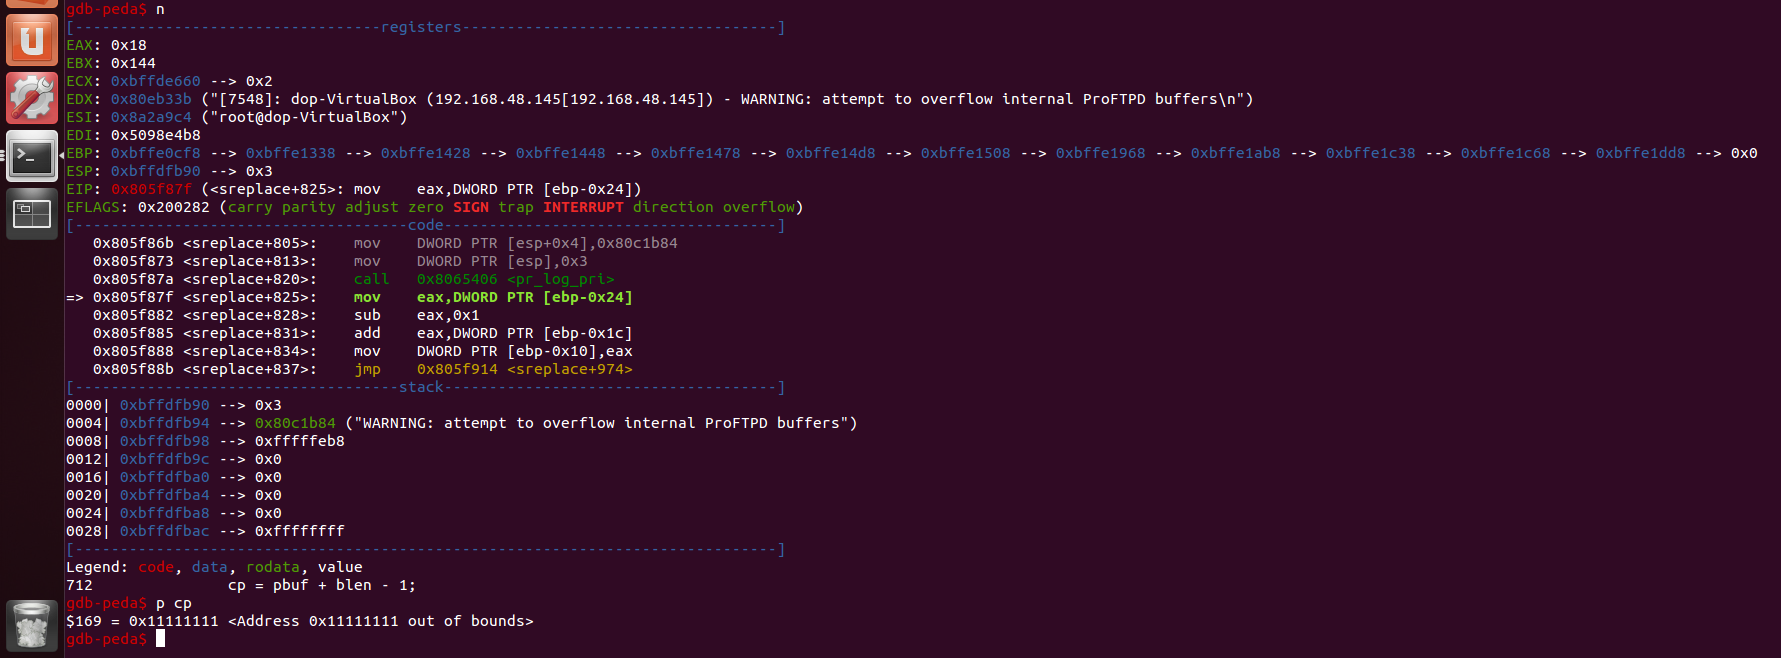 gdb-peda$ n
[----------------------------------registers-----------------------------------]
EAX: 0x18
EBX: 0x144
ECX: 0xbffde660 --> 0x2
EDX: 0x80eb33b ("[7548]: dop-VirtualBox (192.168.48.145[192.168.48.145]) - WARNING: attempt to overflow internal ProFTPD buffers\n")
ESI: 0x8a2a9c4 ("root@dop-VirtualBox")
EDI: 0x5098e4b8
EBP: 0xbffe0cf8 --> 0xbffe1338 --> 0xbffe1428 --> 0xbffe1448 --> 0xbffe1478 --> 0xbffe14d8 --> 0xbffe1508 --> 0xbffe1968 --> 0xbffe1ab8 --> 0xbffe1c38 --> 0xbffe1c68 --> 0xbffe1dd8 --> 0x0
ESP: 0xbffdfb90 --> 0x3
EIP: 0x805f87f (<sreplace+825>: mov    eax,DWORD PTR [ebp-0x24])
EFLAGS: 0x200282 (carry parity adjust zero SIGN trap INTERRUPT direction overflow)
[-------------------------------------code-------------------------------------]
   0x805f86b <sreplace+805>:    mov    DWORD PTR [esp+0x4],0x80c1b84
   0x805f873 <sreplace+813>:    mov    DWORD PTR [esp],0x3
   0x805f87a <sreplace+820>:    call   0x8065406 <pr_log_pri>
=> 0x805f87f <sreplace+825>:    mov    eax,DWORD PTR [ebp-0x24]
   0x805f882 <sreplace+828>:    sub    eax,0x1
   0x805f885 <sreplace+831>:    add    eax,DWORD PTR [ebp-0x1c]
   0x805f888 <sreplace+834>:    mov    DWORD PTR [ebp-0x10],eax
   0x805f88b <sreplace+837>:    jmp    0x805f914 <sreplace+974>
[------------------------------------stack-------------------------------------]
0000| 0xbffdfb90 --> 0x3
0004| 0xbffdfb94 --> 0x80c1b84 ("WARNING: attempt to overflow internal ProFTPD buffers")
0008| 0xbffdfb98 --> 0xfffffeb8
0012| 0xbffdfb9c --> 0x0
0016| 0xbffdfba0 --> 0x0
0020| 0xbffdfba4 --> 0x0
0024| 0xbffdfba8 --> 0x0
0028| 0xbffdfbac --> 0xffffffff
[------------------------------------------------------------------------------]
Legend: code, data, rodata, value
712               cp = pbuf + blen - 1;
gdb-peda$ p cp
$169 = 0x11111111 <Address 0x11111111 out of bounds>
gdb-peda$